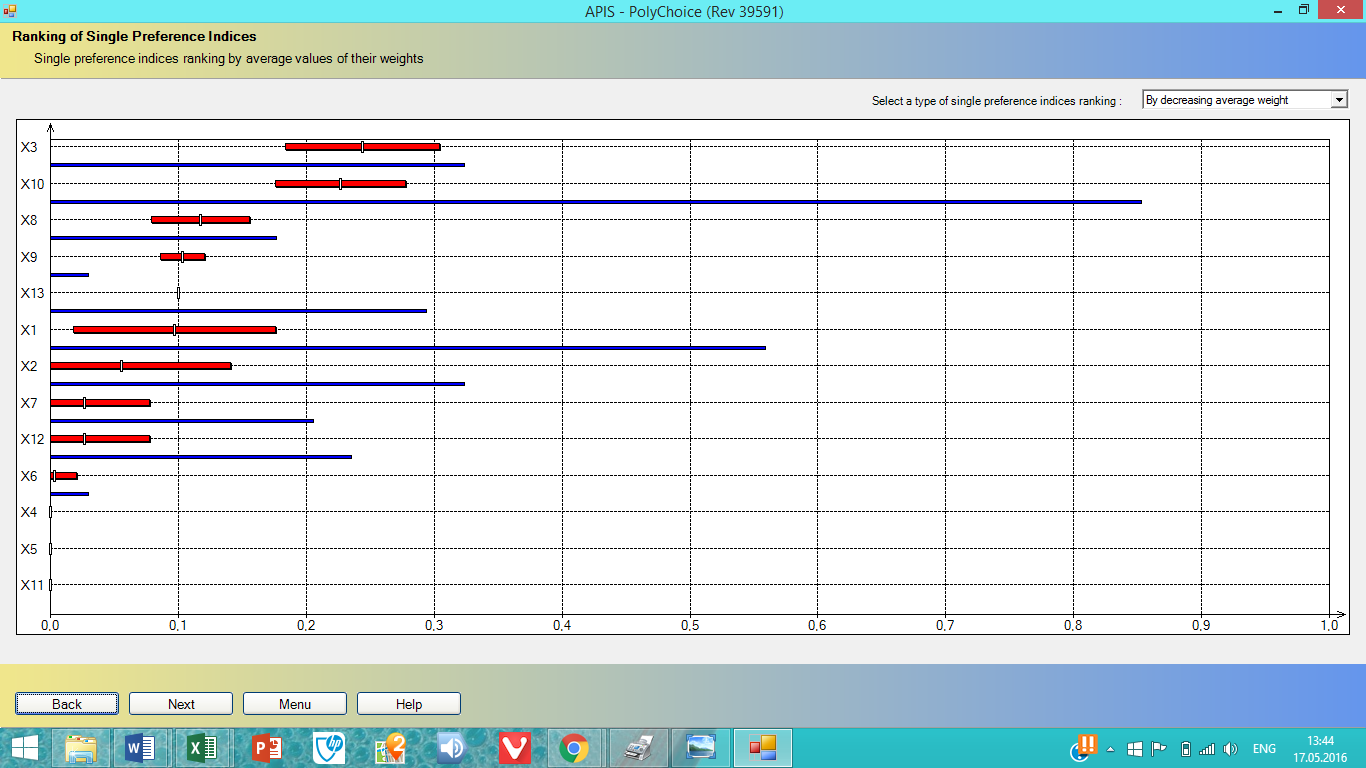 APIS - PolyChoice (Rev 39591)
Ranking of Single Preference Indices
Single preference indices ranking by average values of their weights
Select a type of single preference indices ranking :
By decreasing average weight
X3
X10
X8
X9
X13
X1
X2
X7
X12
X6
X4
X5
X11
0,0 0,1 0,2 0,3 0,4 0,5 0,6 0,7 0,8 0,9 1,0
Back Next Menu Help
ENG
13:44
17.05.2016